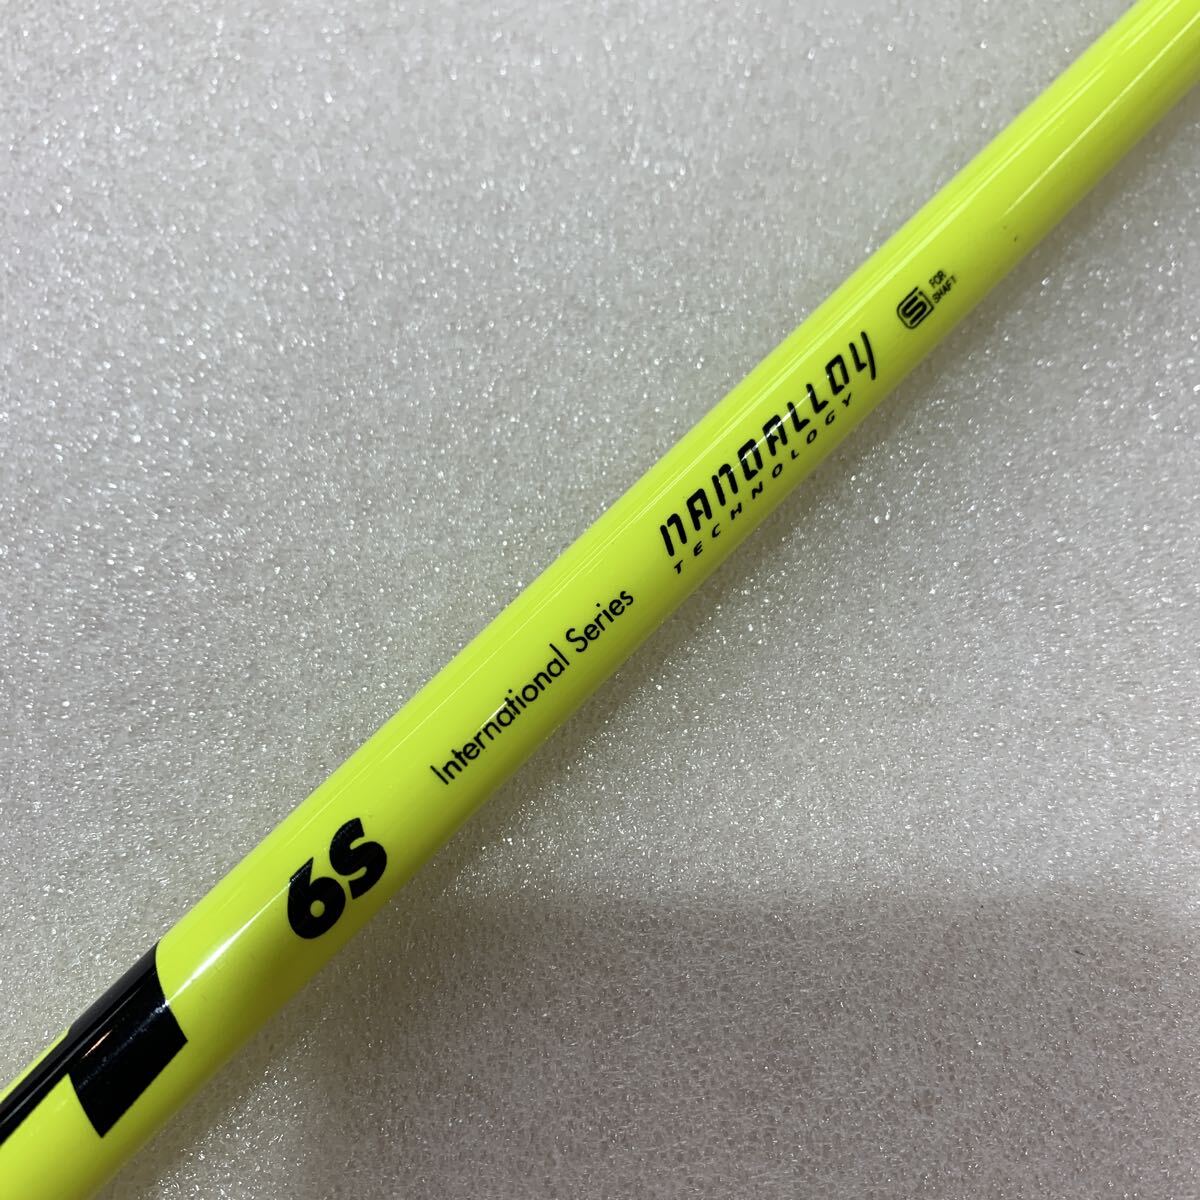 6S
International Series
NANOALLOY
TECHNOLOGY
S FOR
SHAFT